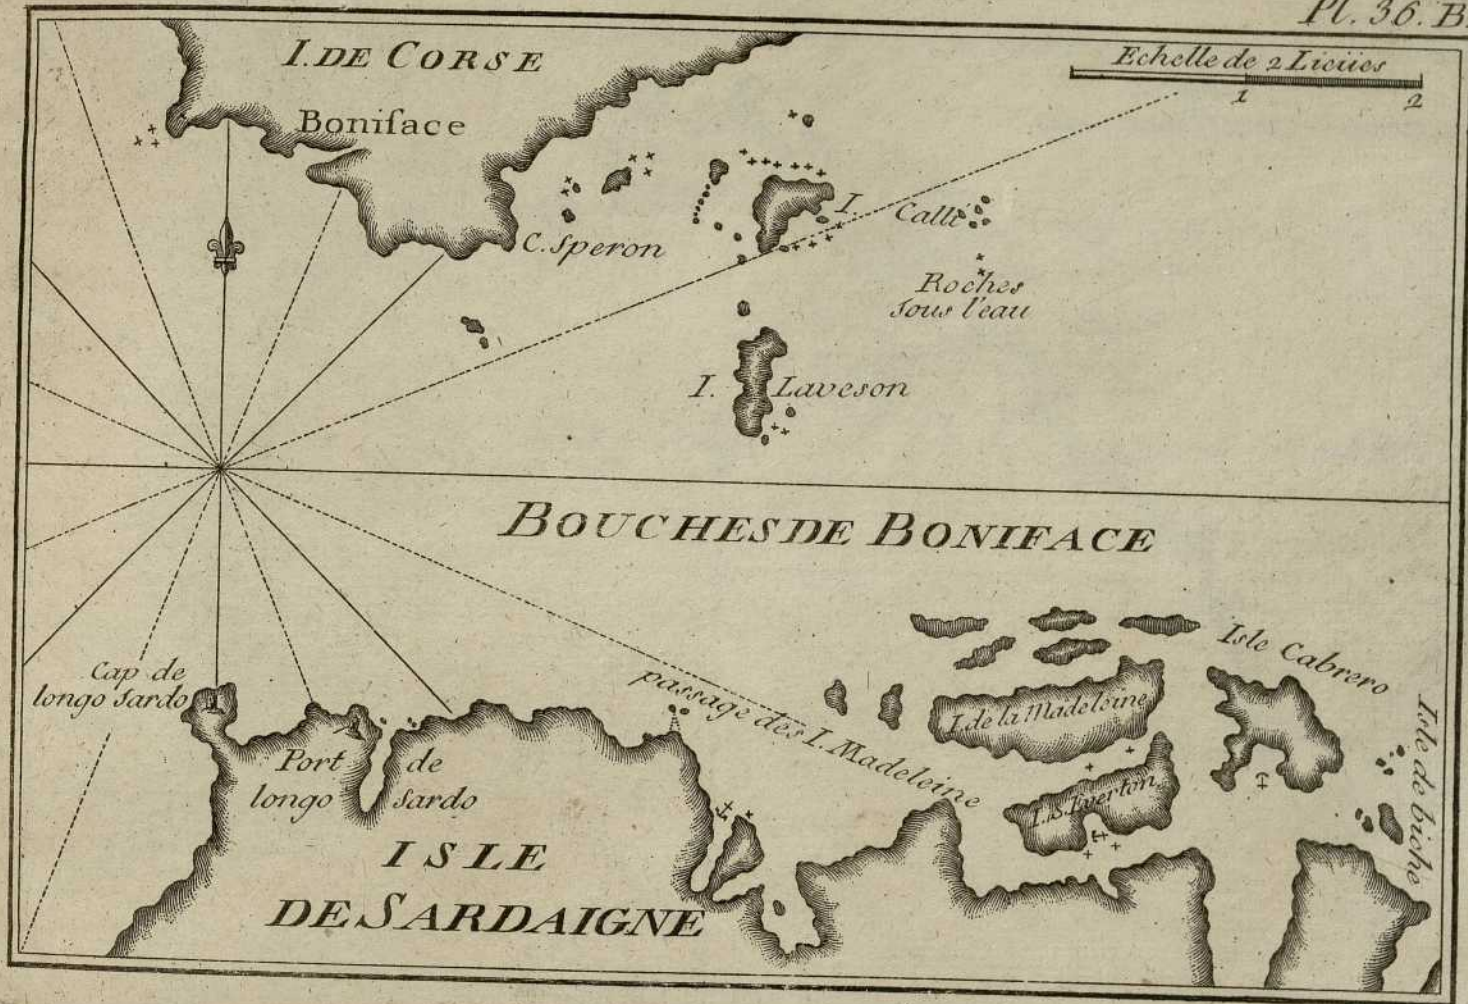 Pl. 36. B.
I. DE CORSE
Echelle de 2 Lieües
1 2
Boniface
I. Calle
C. Speron
Roches
sous l'eau
I. Laveson
BOUCHES DE BONIFACE
Isle Cabrero
Cap de
longo sardo
passage des I. Madeleine
I. de la Madeleine
Isle de biche
Port de
longo sardo
ISLE
DE SARDAIGNE